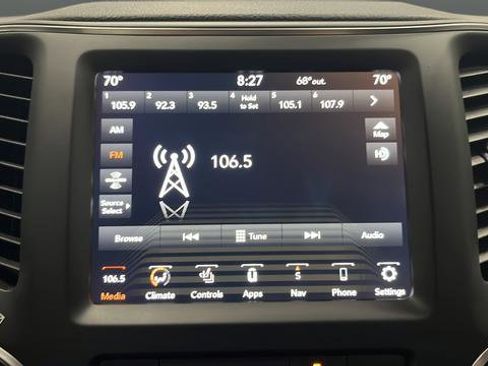 70° 8:27 68° out. 70°
1 2 3 4 5 6
105.9 92.3 93.5 Hold to Set 105.1 107.9
AM
Map
FM
106.5
HD
Source
Select
Browse Tune Audio
106.5 S
Media Climate Controls Apps Nav Phone Settings